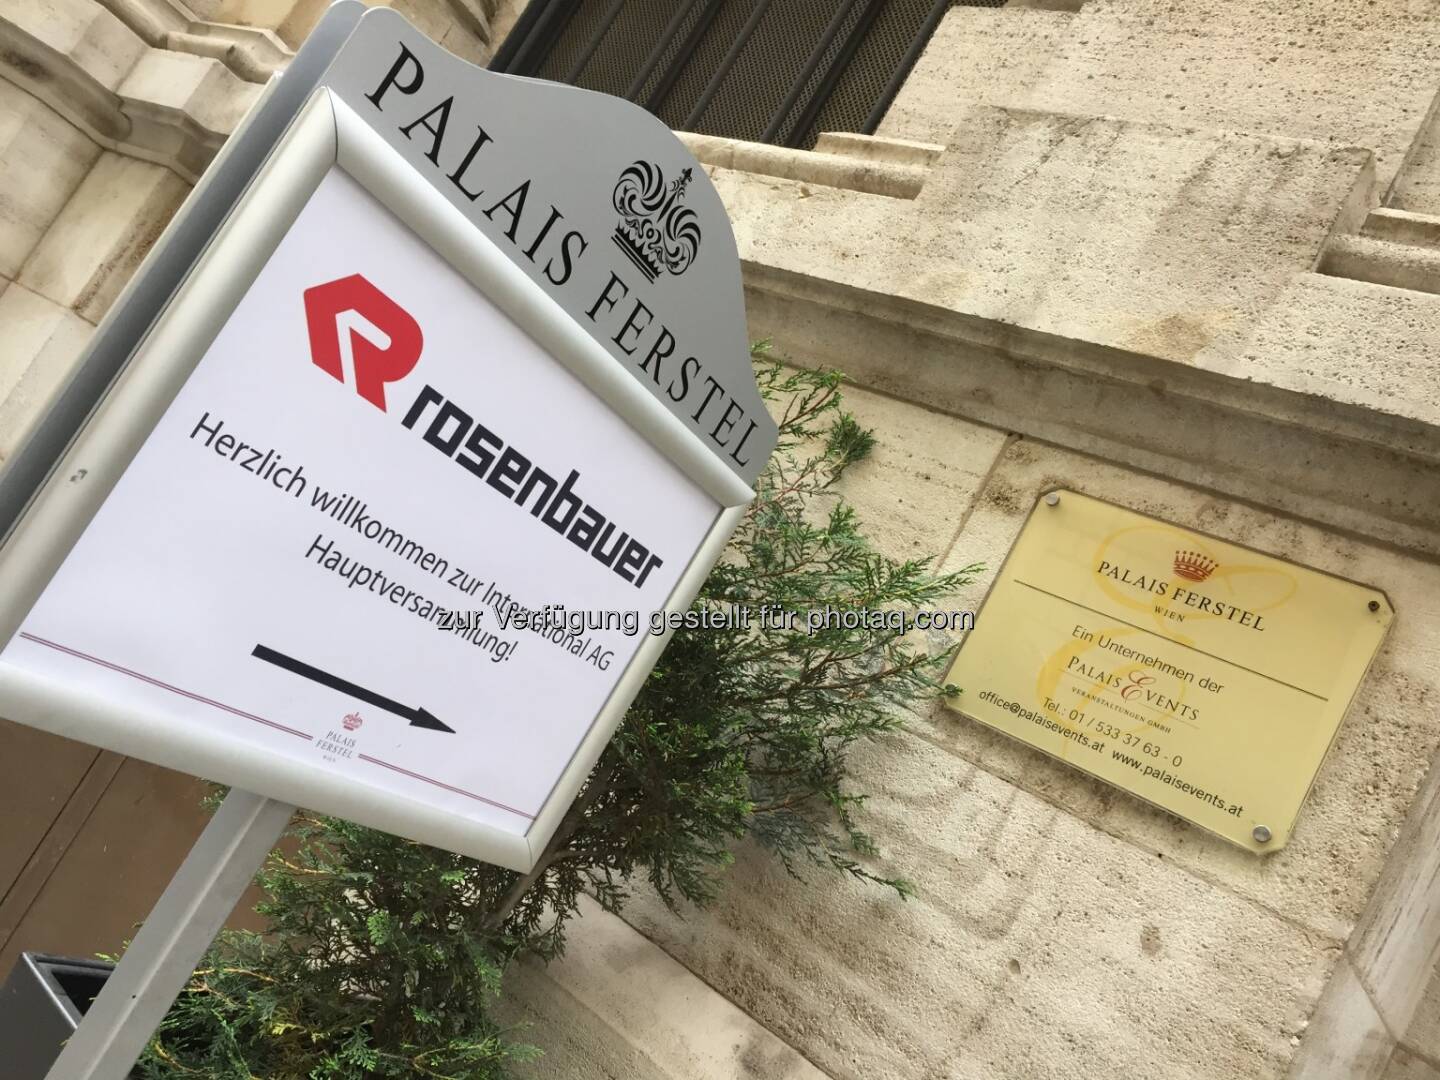 PALAIS FERSTEL
rosenbauer
Herzlich willkommen zur International AG
Hauptversammlung!
PALAIS
FERSTEL
WIEN
zur Verfügung gestellt für photaq.com
PALAIS FERSTEL
WIEN
Ein Unternehmen der
PALAIS EVENTS
VERANSTALTUNGEN GMBH
Tel.: 01 / 533 37 63 - 0
office@palaisevents.at www.palaisevents.at